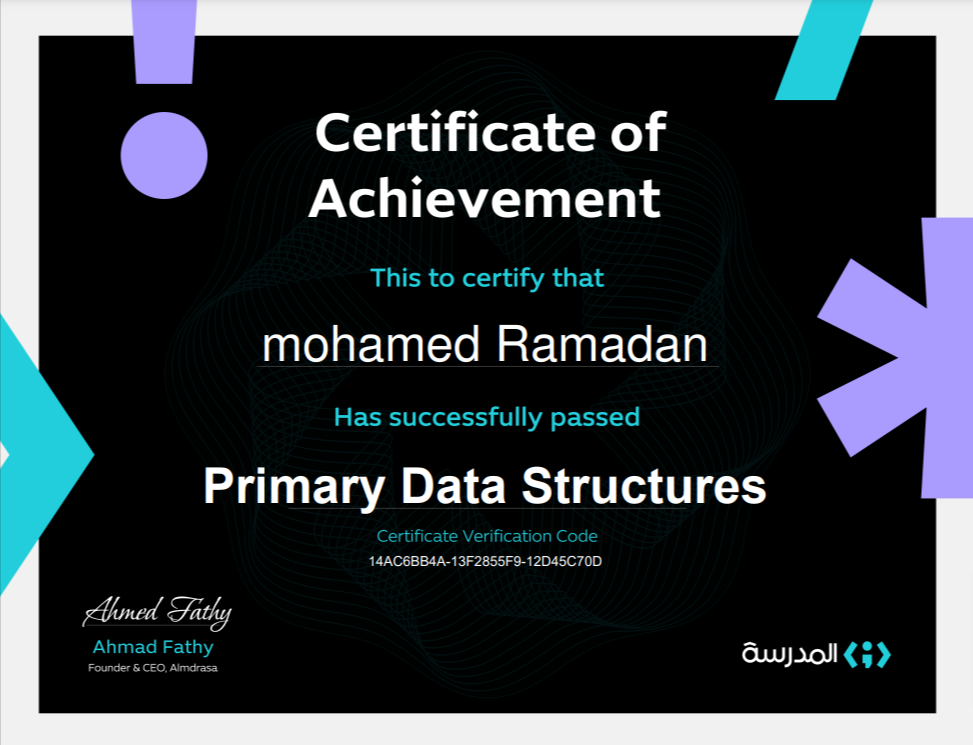 Certificate of
Achievement
This to certify that
mohamed Ramadan
Has successfully passed
Primary Data Structures
Certificate Verification Code
14AC6BB4A-13F2855F9-12D45C70D
Ahmed Fathy
Ahmad Fathy
Founder & CEO, Almdrasa
المدرسة